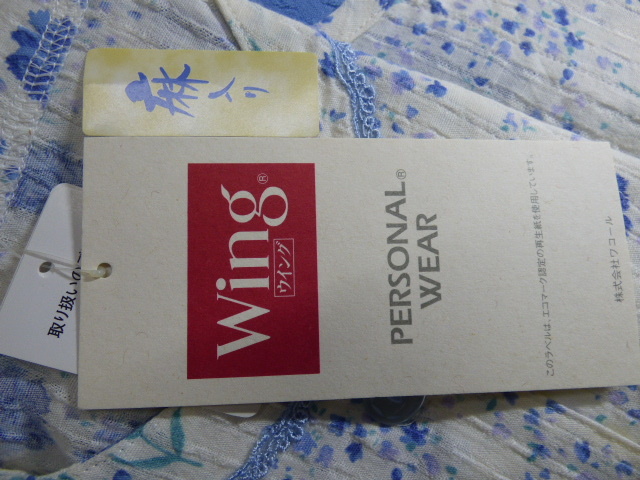 麻入り
Wing®
ウイング
PERSONAL®
WEAR
このラベルは、エコマーク認定の再生紙を使用しています。
株式会社ワコール
取り扱いの